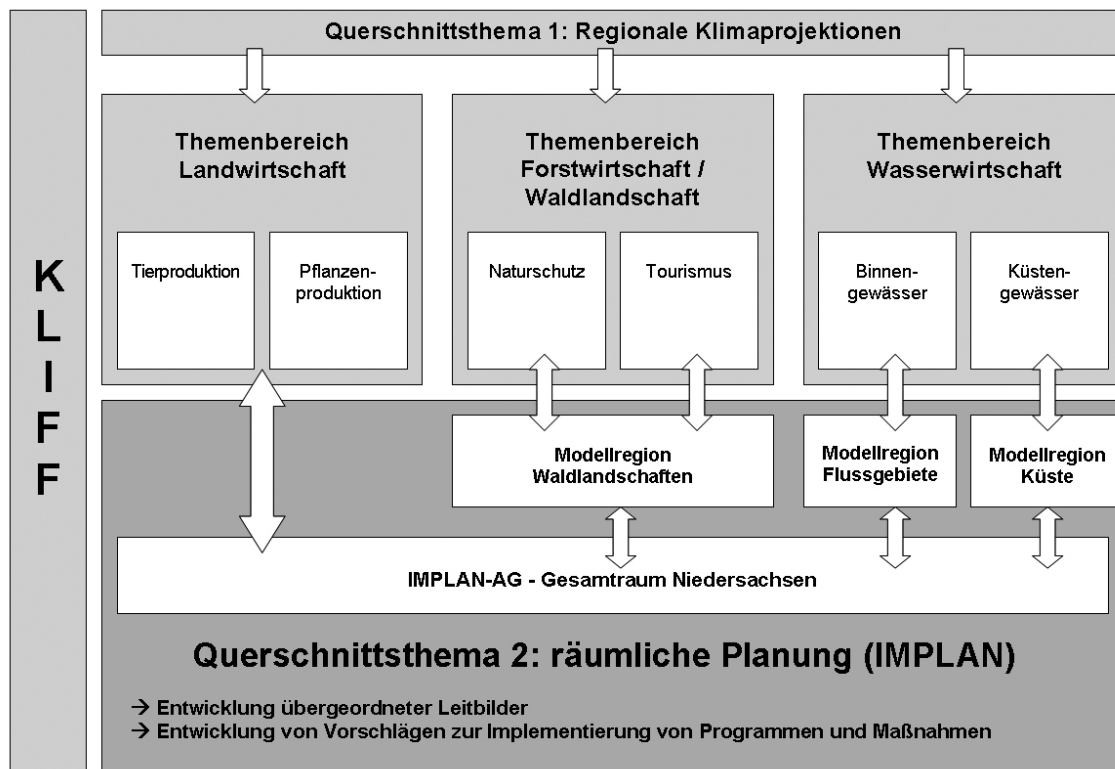 K
L
I
F
F
Querschnittsthema 1: Regionale Klimaprojektionen
Themenbereich
Landwirtschaft
Tierproduktion
Pflanzen-
produktion
Themenbereich
Forstwirtschaft /
Waldlandschaft
Naturschutz
Tourismus
Themenbereich
Wasserwirtschaft
Binnen-
gewässer
Küsten-
gewässer
Modellregion
Waldlandschaften
Modellregion
Flussgebiete
Modellregion
Küste
IMPLAN-AG - Gesamtraum Niedersachsen
Querschnittsthema 2: räumliche Planung (IMPLAN)
→ Entwicklung übergeordneter Leitbilder
→ Entwicklung von Vorschlägen zur Implementierung von Programmen und Maßnahmen